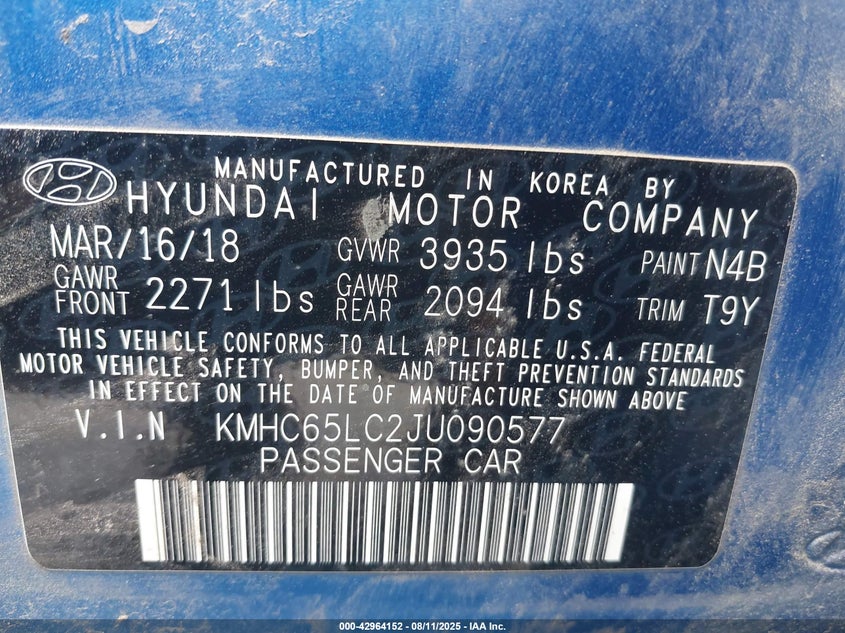 MANUFACTURED IN KOREA BY
HYUNDAI MOTOR COMPANY
MAR/16/18 GVWR 3935 lbs PAINT N4B
GAWR FRONT 2271 lbs GAWR REAR 2094 lbs TRIM T9Y
THIS VEHICLE CONFORMS TO ALL APPLICABLE U.S.A. FEDERAL
MOTOR VEHICLE SAFETY, BUMPER, AND THEFT PREVENTION STANDARDS
IN EFFECT ON THE DATE OF MANUFACTURE SHOWN ABOVE
V.I.N KMHC65LC2JU090577
PASSENGER CAR
000-42964152 - 08/11/2025 - IAA Inc.